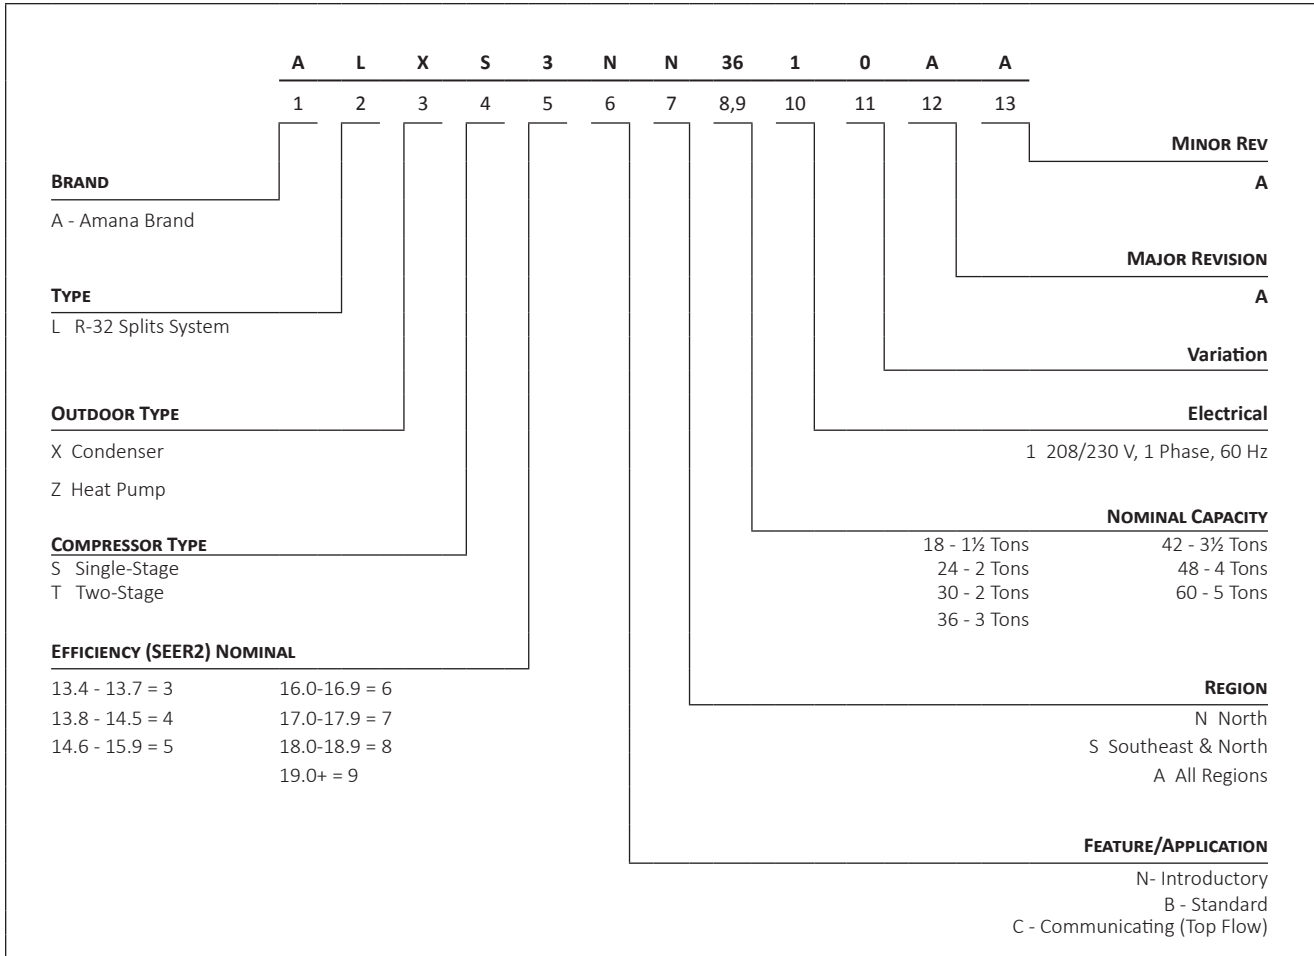 A L X S 3 N N 36 1 0 A A
1 2 3 4 5 6 7 8,9 10 11 12 13
MINOR REV
A
BRAND
A - Amana Brand
MAJOR REVISION
A
TYPE
L R-32 Splits System
Variation
OUTDOOR TYPE
X Condenser
Z Heat Pump
Electrical
1 208/230 V, 1 Phase, 60 Hz
COMPRESSOR TYPE
S Single-Stage
T Two-Stage
NOMINAL CAPACITY
18 - 1½ Tons 42 - 3½ Tons
24 - 2 Tons 48 - 4 Tons
30 - 2 Tons 60 - 5 Tons
36 - 3 Tons
EFFICIENCY (SEER2) NOMINAL
13.4 - 13.7 = 3 16.0-16.9 = 6
13.8 - 14.5 = 4 17.0-17.9 = 7
14.6 - 15.9 = 5 18.0-18.9 = 8
19.0+ = 9
REGION
N North
S Southeast & North
A All Regions
FEATURE/APPLICATION
N- Introductory
B - Standard
C - Communicating (Top Flow)